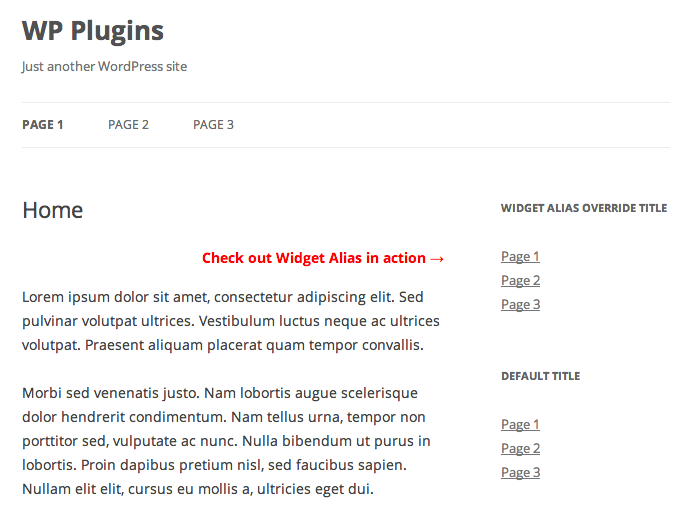 WP Plugins
Just another WordPress site
PAGE 1 PAGE 2 PAGE 3
Home
Check out Widget Alias in action →
Lorem ipsum dolor sit amet, consectetur adipiscing elit. Sed
pulvinar volutpat ultrices. Vestibulum luctus neque ac ultrices
volutpat. Praesent aliquam placerat quam tempor convallis.
Morbi sed venenatis justo. Nam lobortis augue scelerisque
dolor hendrerit condimentum. Nam tellus urna, tempor non
porttitor sed, vulputate ac nunc. Nulla bibendum ut purus in
lobortis. Proin dapibus pretium nisl, sed faucibus sapien.
Nullam elit elit, cursus eu mollis a, ultricies eget dui.
WIDGET ALIAS OVERRIDE TITLE
Page 1
Page 2
Page 3
DEFAULT TITLE
Page 1
Page 2
Page 3